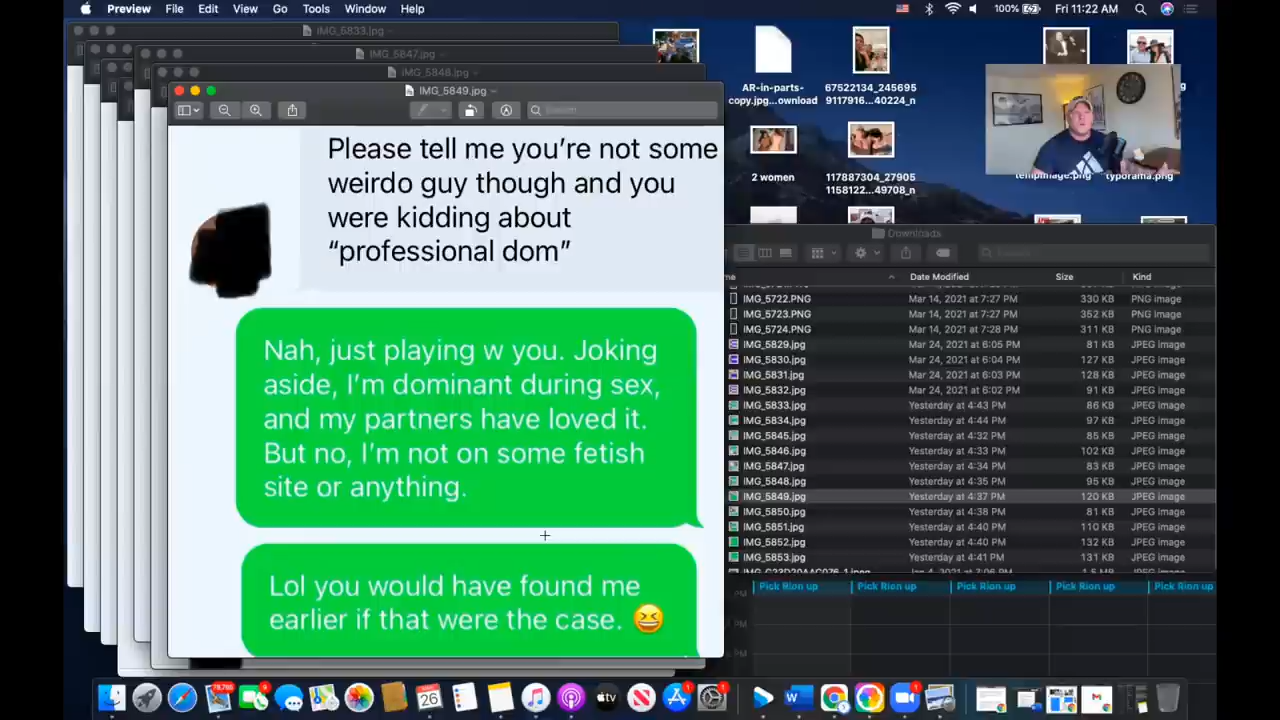 Preview File Edit View Go Tools Window Help
100% Fri 11:22 AM
IMG_5833.jpg
IMG_5847.jpg
IMG_5848.jpg
IMG_5849.jpg
Search
Please tell me you’re not some
weirdo guy though and you
were kidding about
“professional dom”
Nah, just playing w you. Joking
aside, I’m dominant during sex,
and my partners have loved it.
But no, I’m not on some fetish
site or anything.
Lol you would have found me
earlier if that were the case. 😆
AR-in-parts-
copy.jpg...ownload
67522134_245695
9117916...40224_n
2 women
117887304_27905
1158122...49708_n
tempImage.png
typorama.png
Downloads
Search
Date Modified Size Kind
IMG_5722.PNG Mar 14, 2021 at 7:27 PM 330 KB PNG image
IMG_5723.PNG Mar 14, 2021 at 7:27 PM 352 KB PNG image
IMG_5724.PNG Mar 14, 2021 at 7:28 PM 311 KB PNG image
IMG_5829.jpg Mar 24, 2021 at 6:05 PM 81 KB JPEG image
IMG_5830.jpg Mar 24, 2021 at 6:04 PM 127 KB JPEG image
IMG_5831.jpg Mar 24, 2021 at 6:03 PM 128 KB JPEG image
IMG_5832.jpg Mar 24, 2021 at 6:02 PM 91 KB JPEG image
IMG_5833.jpg Yesterday at 4:43 PM 86 KB JPEG image
IMG_5834.jpg Yesterday at 4:44 PM 97 KB JPEG image
IMG_5845.jpg Yesterday at 4:32 PM 85 KB JPEG image
IMG_5846.jpg Yesterday at 4:33 PM 102 KB JPEG image
IMG_5847.jpg Yesterday at 4:34 PM 83 KB JPEG image
IMG_5848.jpg Yesterday at 4:35 PM 95 KB JPEG image
IMG_5849.jpg Yesterday at 4:37 PM 120 KB JPEG image
IMG_5850.jpg Yesterday at 4:38 PM 81 KB JPEG image
IMG_5851.jpg Yesterday at 4:40 PM 110 KB JPEG image
IMG_5852.jpg Yesterday at 4:40 PM 132 KB JPEG image
IMG_5853.jpg Yesterday at 4:41 PM 131 KB JPEG image
Pick Rion up Pick Rion up Pick Rion up Pick Rion up Pick Rion up
26
tv